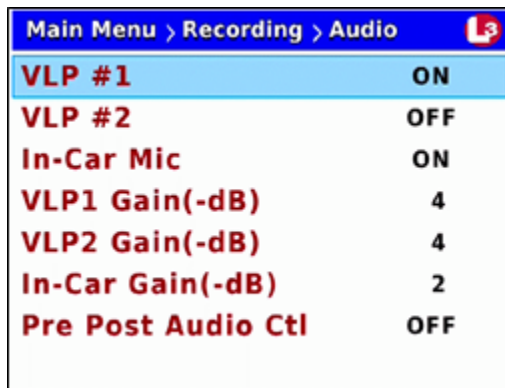 Main Menu > Recording > Audio L3
VLP #1 ON
VLP #2 OFF
In-Car Mic ON
VLP1 Gain(-dB) 4
VLP2 Gain(-dB) 4
In-Car Gain(-dB) 2
Pre Post Audio Ctl OFF